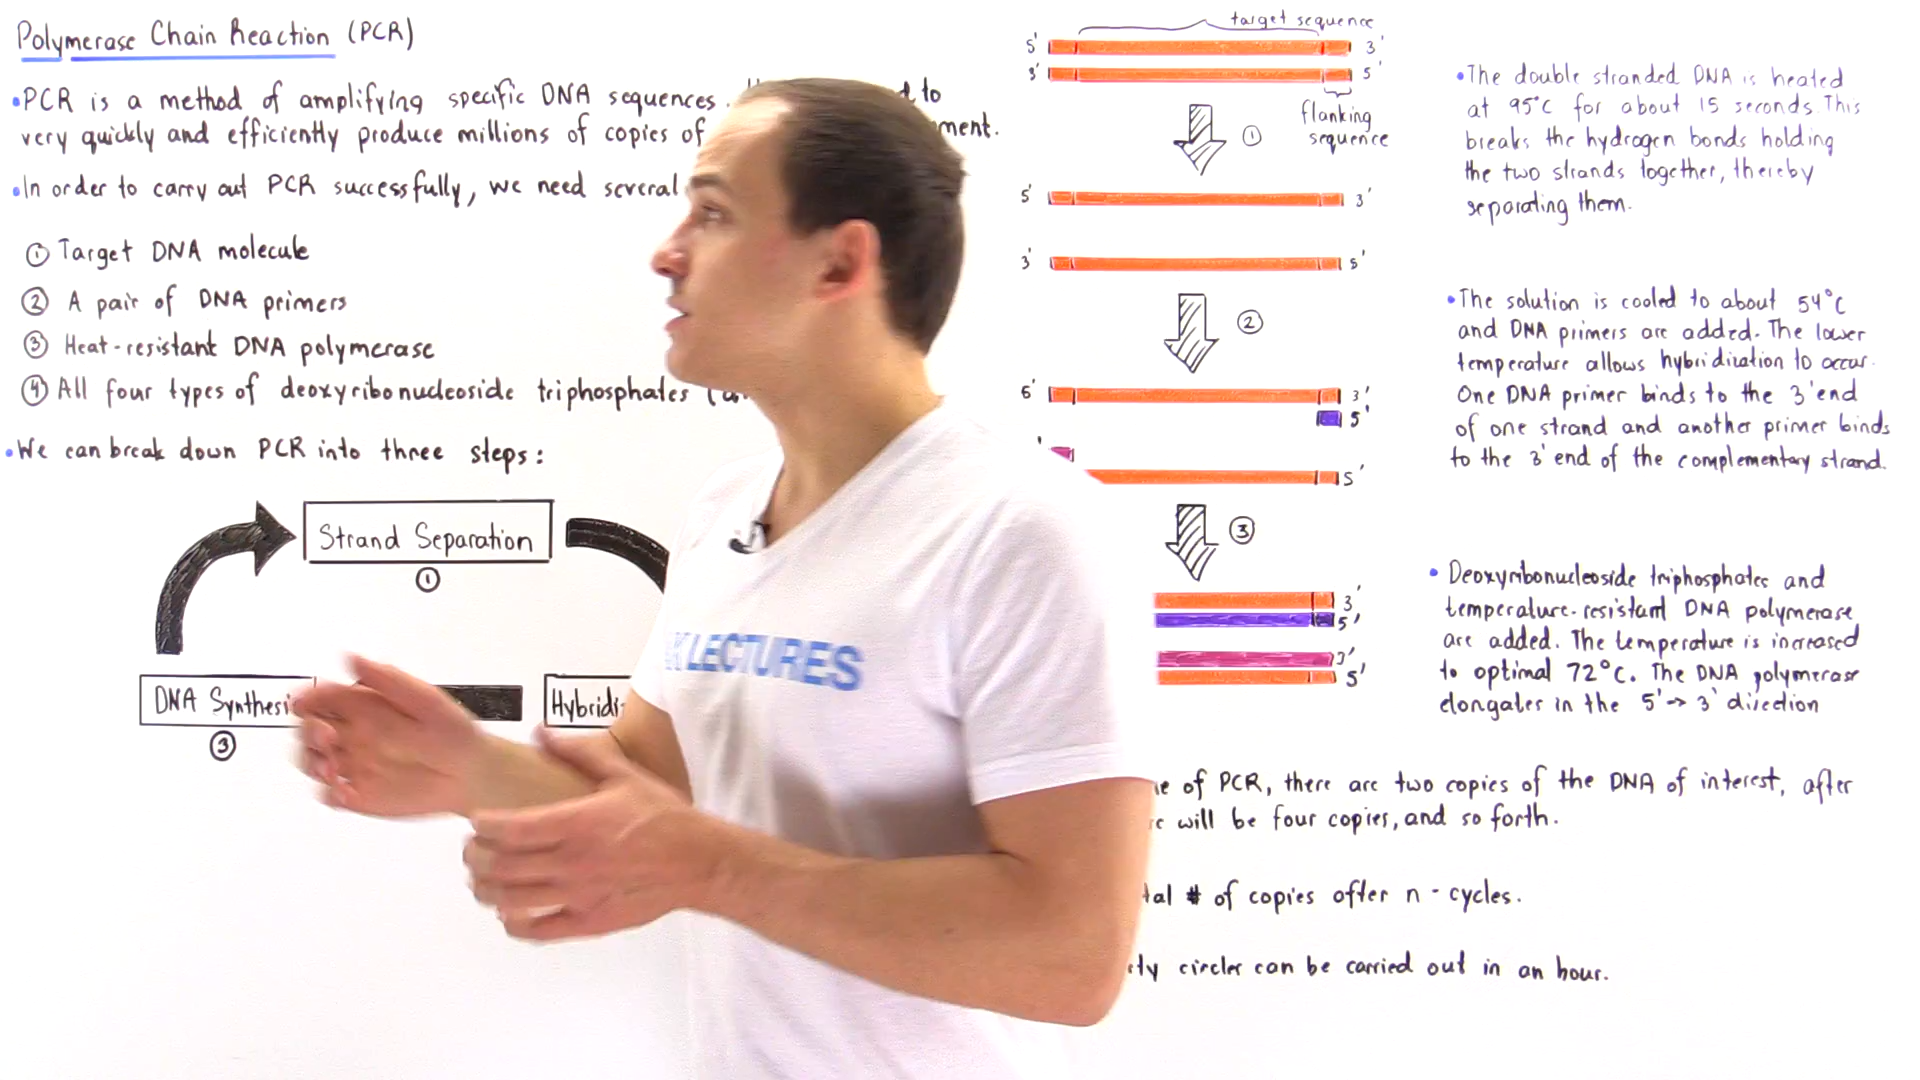 Polymerase Chain Reaction (PCR)
•PCR is a method of amplifying specific DNA sequences. to
very quickly and efficiently produce millions of copies of
•In order to carry out PCR successfully, we need several
① Target DNA molecule
② A pair of DNA primers
③ Heat-resistant DNA polymerase
④ All four types of deoxyribonucleoside triphosphates
•We can break down PCR into three steps:
Strand Separation
①
DNA Synthesi
③
Hybridiz
LECTURES
target sequence
5' 3'
3' 5'
flanking
sequence
①
5' 3'
3' 5'
②
5' 3'
5'
5'
③
3'
5'
3'
5'
•The double stranded DNA is heated
at 95°C for about 15 seconds. This
breaks the hydrogen bonds holding
the two strands together, thereby
separating them.
•The solution is cooled to about 54°C
and DNA primers are added. The lower
temperature allows hybridization to occur.
One DNA primer binds to the 3' end
of one strand and another primer binds
to the 3' end of the complementary strand.
• Deoxyribonucleoside triphosphates and
temperature-resistant DNA polymerase
are added. The temperature is increased
to optimal 72°C. The DNA polymerase
elongates in the 5'→3' direction
of PCR, there are two copies of the DNA of interest, after
will be four copies, and so forth.
tal # of copies after n-cycles.
circles can be carried out in an hour.